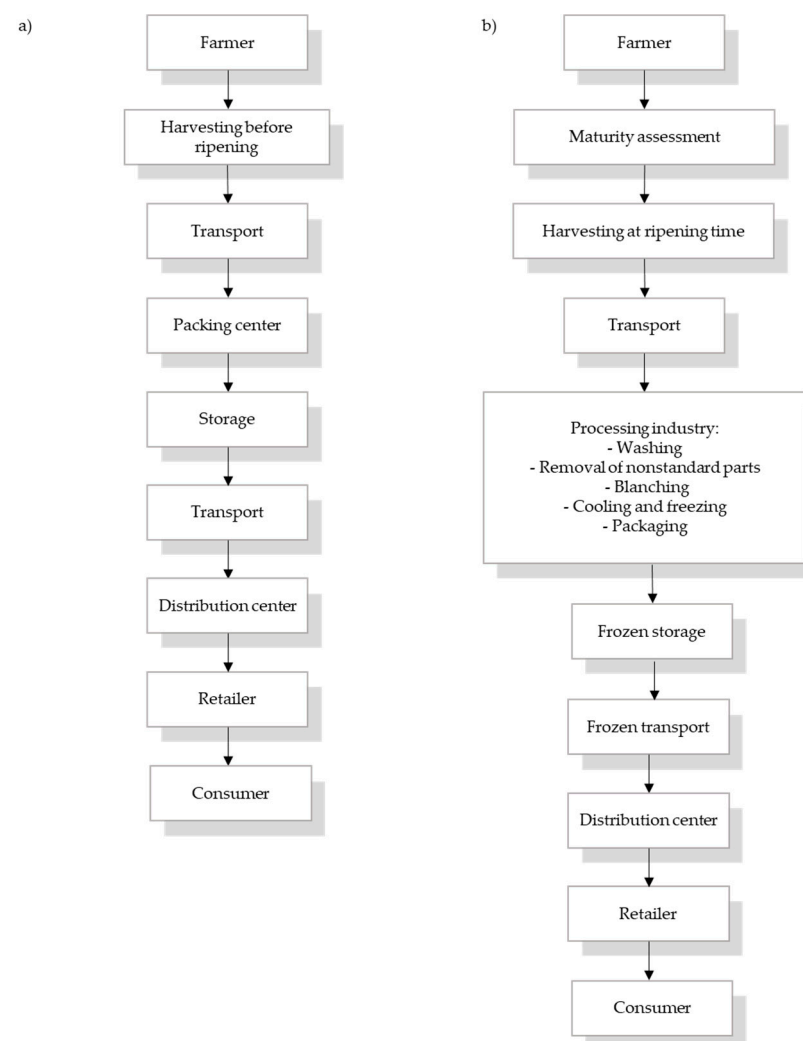 a)
Farmer
Harvesting before
ripening
Transport
Packing center
Storage
Transport
Distribution center
Retailer
Consumer
b)
Farmer
Maturity assessment
Harvesting at ripening time
Transport
Processing industry:
- Washing
- Removal of nonstandard parts
- Blanching
- Cooling and freezing
- Packaging
Frozen storage
Frozen transport
Distribution center
Retailer
Consumer